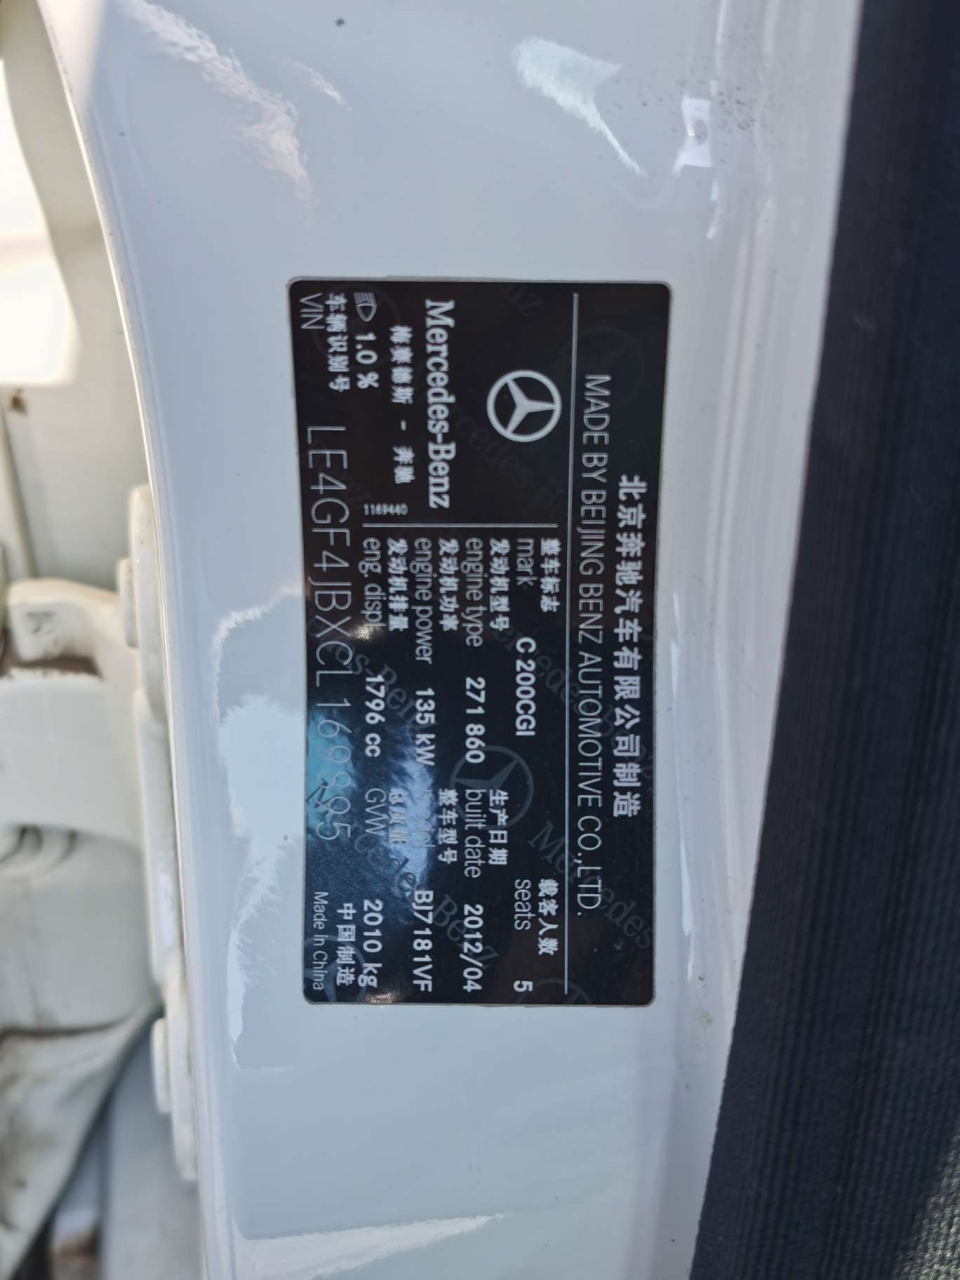 北京奔驰汽车有限公司制造
MADE BY BEIJING BENZ AUTOMOTIVE CO.,LTD.
Mercedes-Benz
梅赛德斯 - 奔驰
1.0 %
1169440
整车标志
mark C 200CGI
载客人数
seats 5
发动机型号
engine type 271 860
生产日期
built date 2012/04
发动机功率
engine power 135 kW
整车型号
BJ7181VF
发动机排量
eng. displ 1796 cc
总质量
GVW 2010 kg
车辆识别号
VIN LE4GF4JBXCL169995
中国制造
Made In China